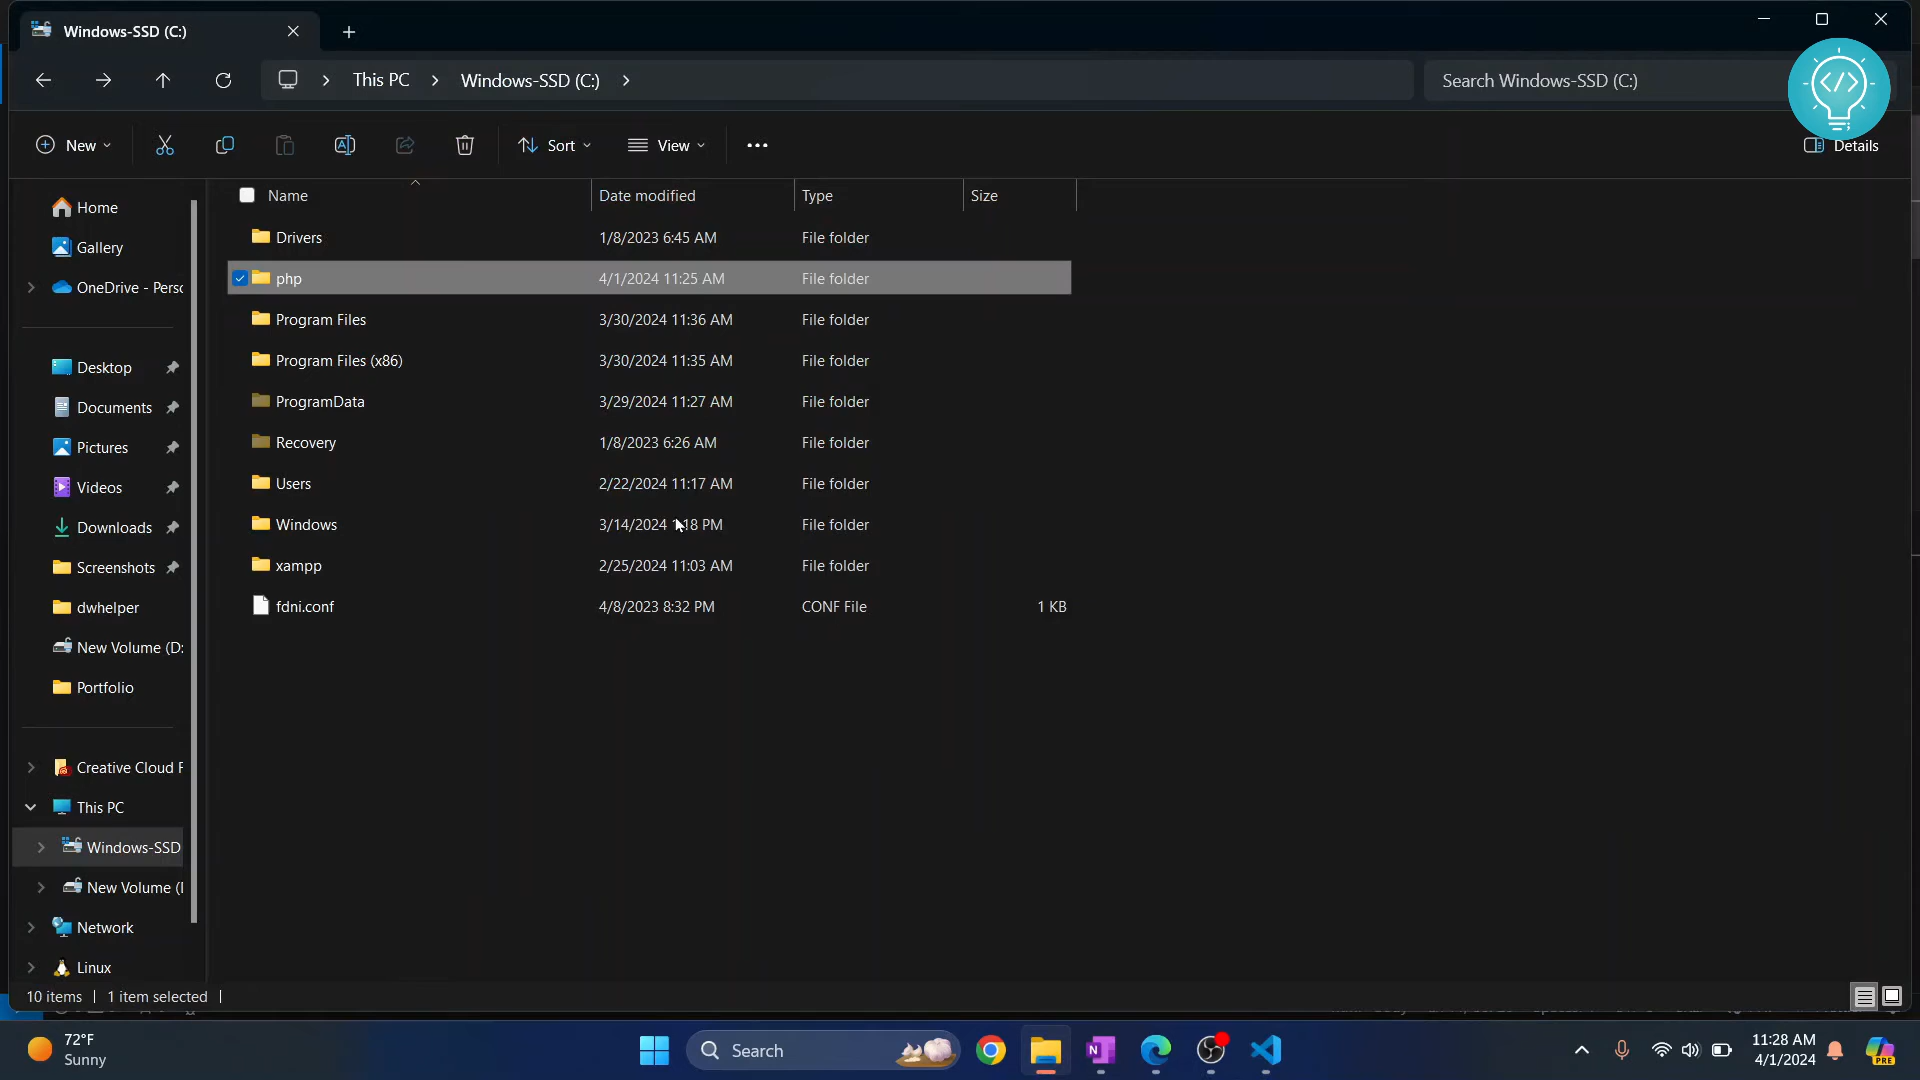 Windows-SSD (C:)
This PC
Windows-SSD (C:)
Search Windows-SSD (C:)
New
Sort
View
Details
Name Date modified Type Size
Drivers 1/8/2023 6:45 AM File folder
php 4/1/2024 11:25 AM File folder
Program Files 3/30/2024 11:36 AM File folder
Program Files (x86) 3/30/2024 11:35 AM File folder
ProgramData 3/29/2024 11:27 AM File folder
Recovery 1/8/2023 6:26 AM File folder
Users 2/22/2024 11:17 AM File folder
Windows 3/14/2024 PM File folder
xampp 2/25/2024 11:03 AM File folder
fdni.conf 4/8/2023 8:32 PM CONF File 1 KB
Home
Gallery
OneDrive - Persc
Desktop
Documents
Pictures
Videos
Downloads
Screenshots
dwhelper
New Volume (D:
Portfolio
Creative Cloud F
This PC
Windows-SSD
New Volume (
Network
Linux
10 items
1 item selected
72°F
Sunny
Search
N
PRE
11:28 AM
4/1/2024